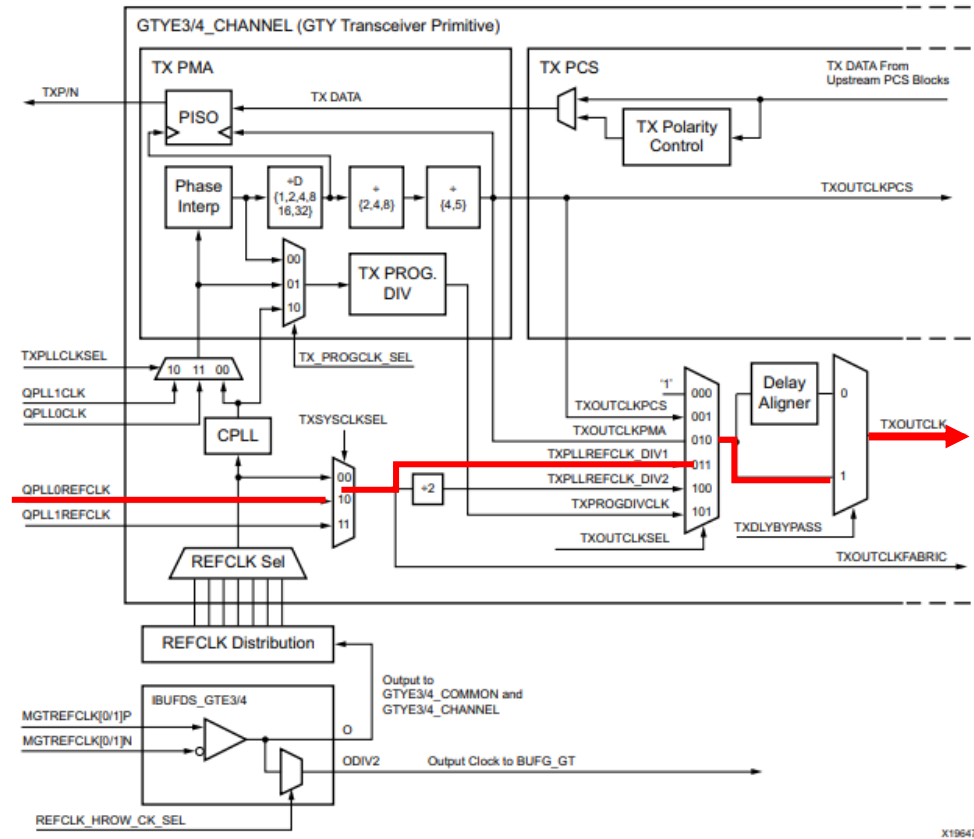 GTYE3/4_CHANNEL (GTY Transceiver Primitive)
TX PMA
TX PCS
TX DATA From
Upstream PCS Blocks
TXP/N
TX DATA
PISO
TX Polarity
Control
Phase
Interp
÷D
{1,2,4,8
16,32}
÷
{2,4,8}
÷
{4,5}
TXOUTCLKPCS
00
01
10
TX PROG.
DIV
TX_PROGCLK_SEL
TXPLLCLKSEL
10 11 00
QPLL1CLK
QPLL0CLK
CPLL
TXSYSCLKSEL
'1'
000
TXOUTCLKPCS
001
TXOUTCLKPMA
010
TXPLLREFCLK_DIV1
011
TXPLLREFCLK_DIV2
100
TXPROGDIVCLK
101
TXOUTCLKSEL
Delay
Aligner
0
1
TXOUTCLK
TXDLYBYPASS
TXOUTCLKFABRIC
QPLL0REFCLK
QPLL1REFCLK
00
10
11
÷2
REFCLK Sel
REFCLK Distribution
Output to
GTYE3/4_COMMON and
GTYE3/4_CHANNEL
IBUFDS_GTE3/4
MGTREFCLK[0/1]P
MGTREFCLK[0/1]N
O
ODIV2
Output Clock to BUFG_GT
REFCLK_HROW_CK_SEL
X19647